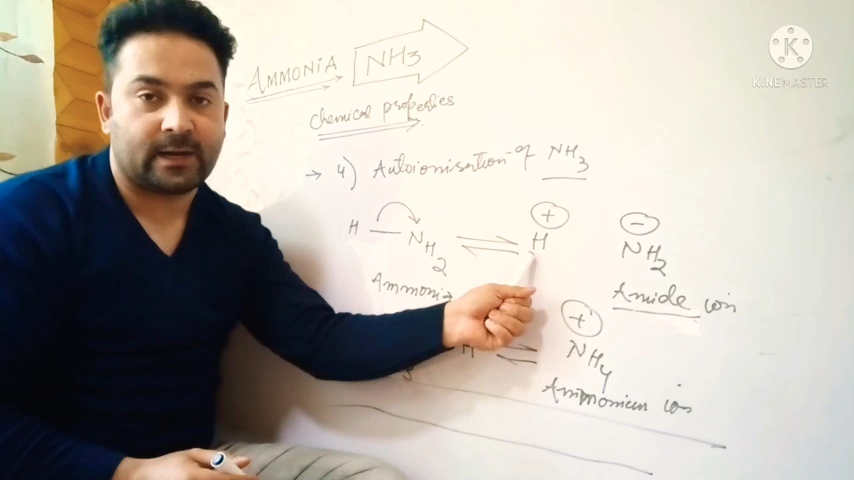 AMMONIA NH3
chemical properties
→ 4) Autoionisation of NH3
H — NH2 ⇌ H⊕ NH2⊖
Ammonia Amide ion
H ⇌ NH4⊕
Ammonium ion
K
KINEMASTER